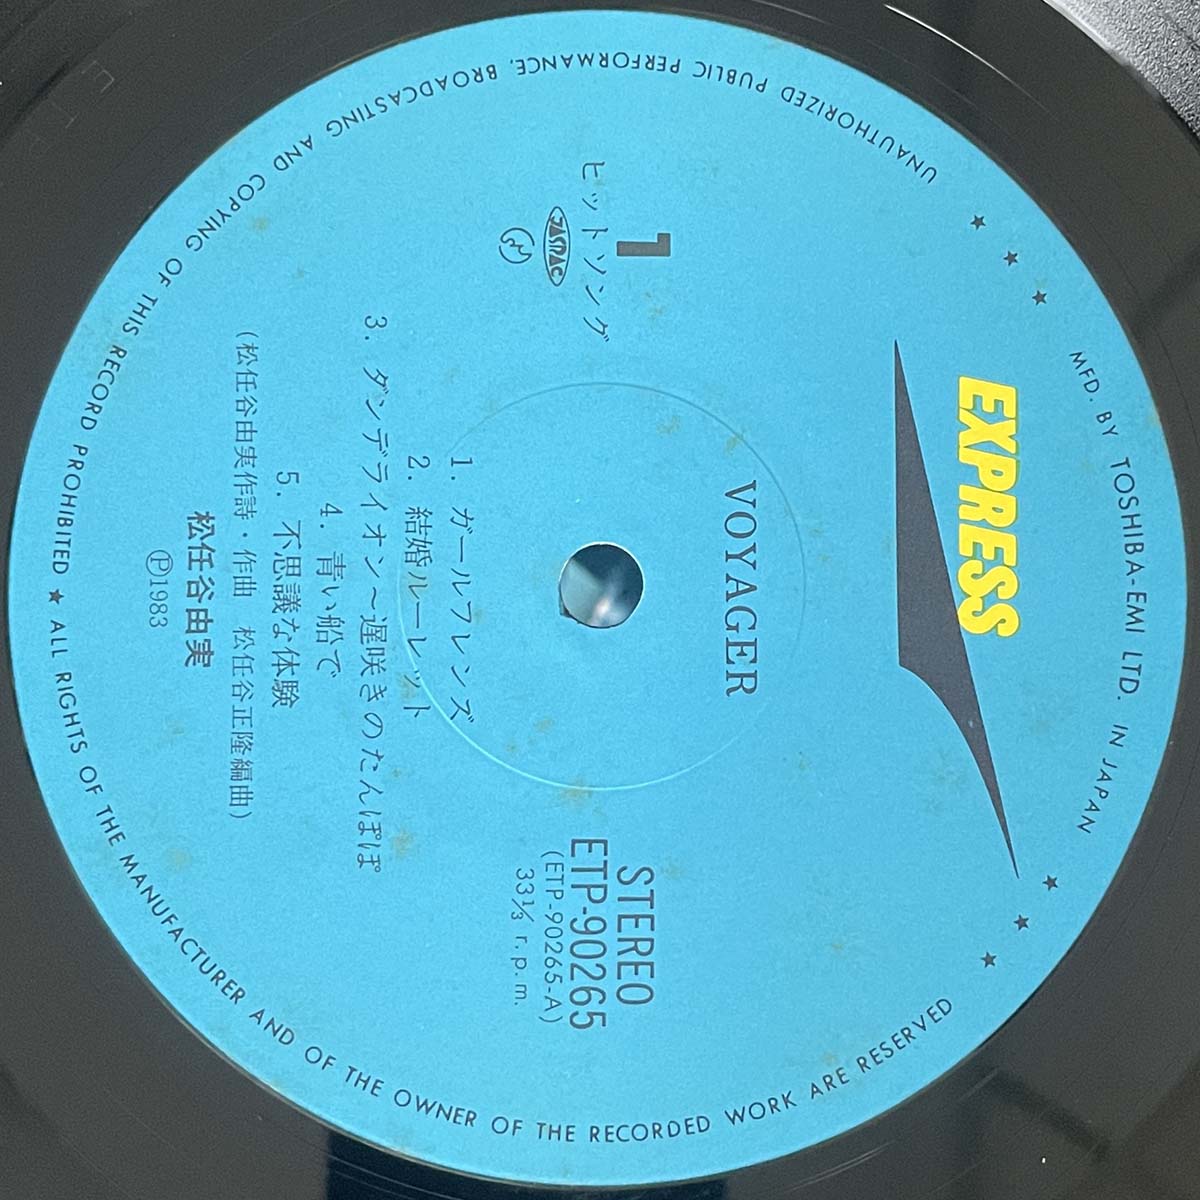 EXPRESS
MFD. BY TOSHIBA-EMI LTD. IN JAPAN
VOYAGER
1
ヒットソング
JASRAC
STEREO
ETP-90265
(ETP-90265-A)
33⅓ r.p.m.
1. ガールフレンズ
2. 結婚ルーレット
3. ダンデライオン～遅咲きのたんぽぽ
4. 青い船で
5. 不思議な体験
(松任谷由実作詩・作曲 松任谷正隆編曲)
松任谷由実
Ⓟ1983
★ ALL RIGHTS OF THE MANUFACTURER AND OF THE OWNER OF THE RECORDED WORK ARE RESERVED ★★★
★★★ UNAUTHORIZED PUBLIC PERFORMANCE, BROADCASTING AND COPYING OF THIS RECORD PROHIBITED